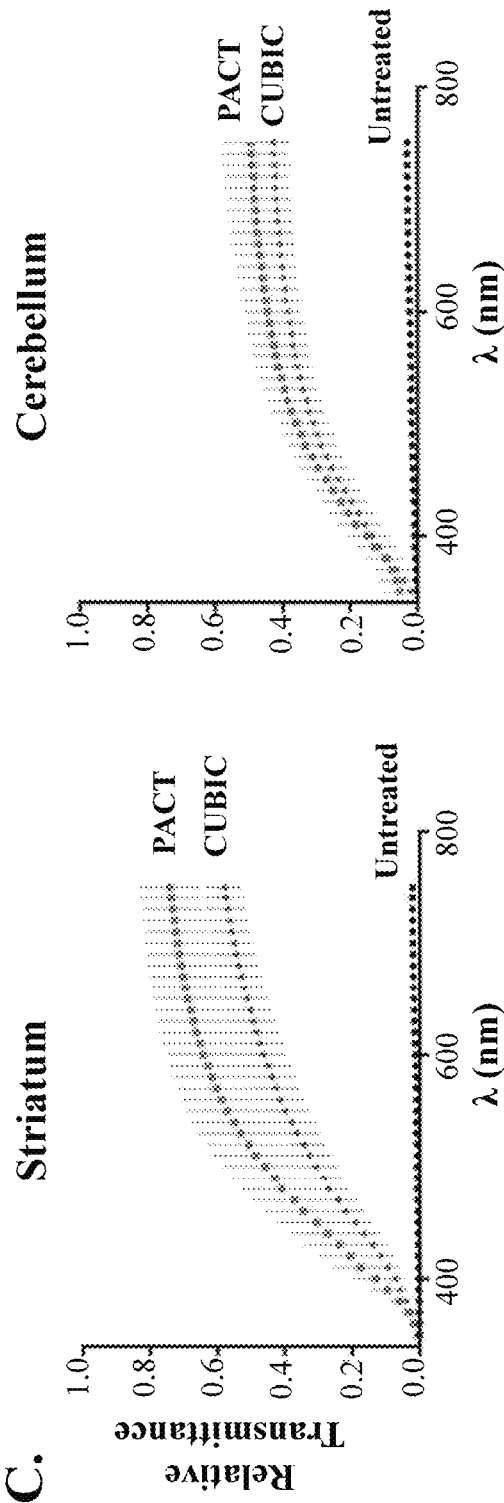 C.
Striatum
Relative
Transmittance
1.0
0.8
0.6
0.4
0.2
0.0
400
600
800
λ (nm)
PACT
CUBIC
Untreated
Cerebellum
1.0
0.8
0.6
0.4
0.2
0.0
400
600
800
λ (nm)
PACT
CUBIC
Untreated